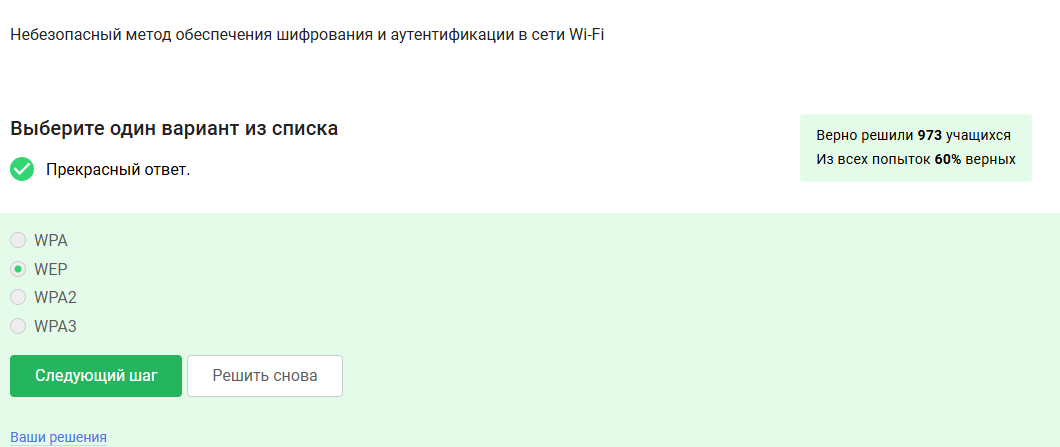 Небезопасный метод обеспечения шифрования и аутентификации в сети Wi-Fi
Выберите один вариант из списка
Прекрасный ответ.
Верно решили 973 учащихся
Из всех попыток 60% верных
WPA
WEP
WPA2
WPA3
Следующий шаг
Решить снова
Ваши решения